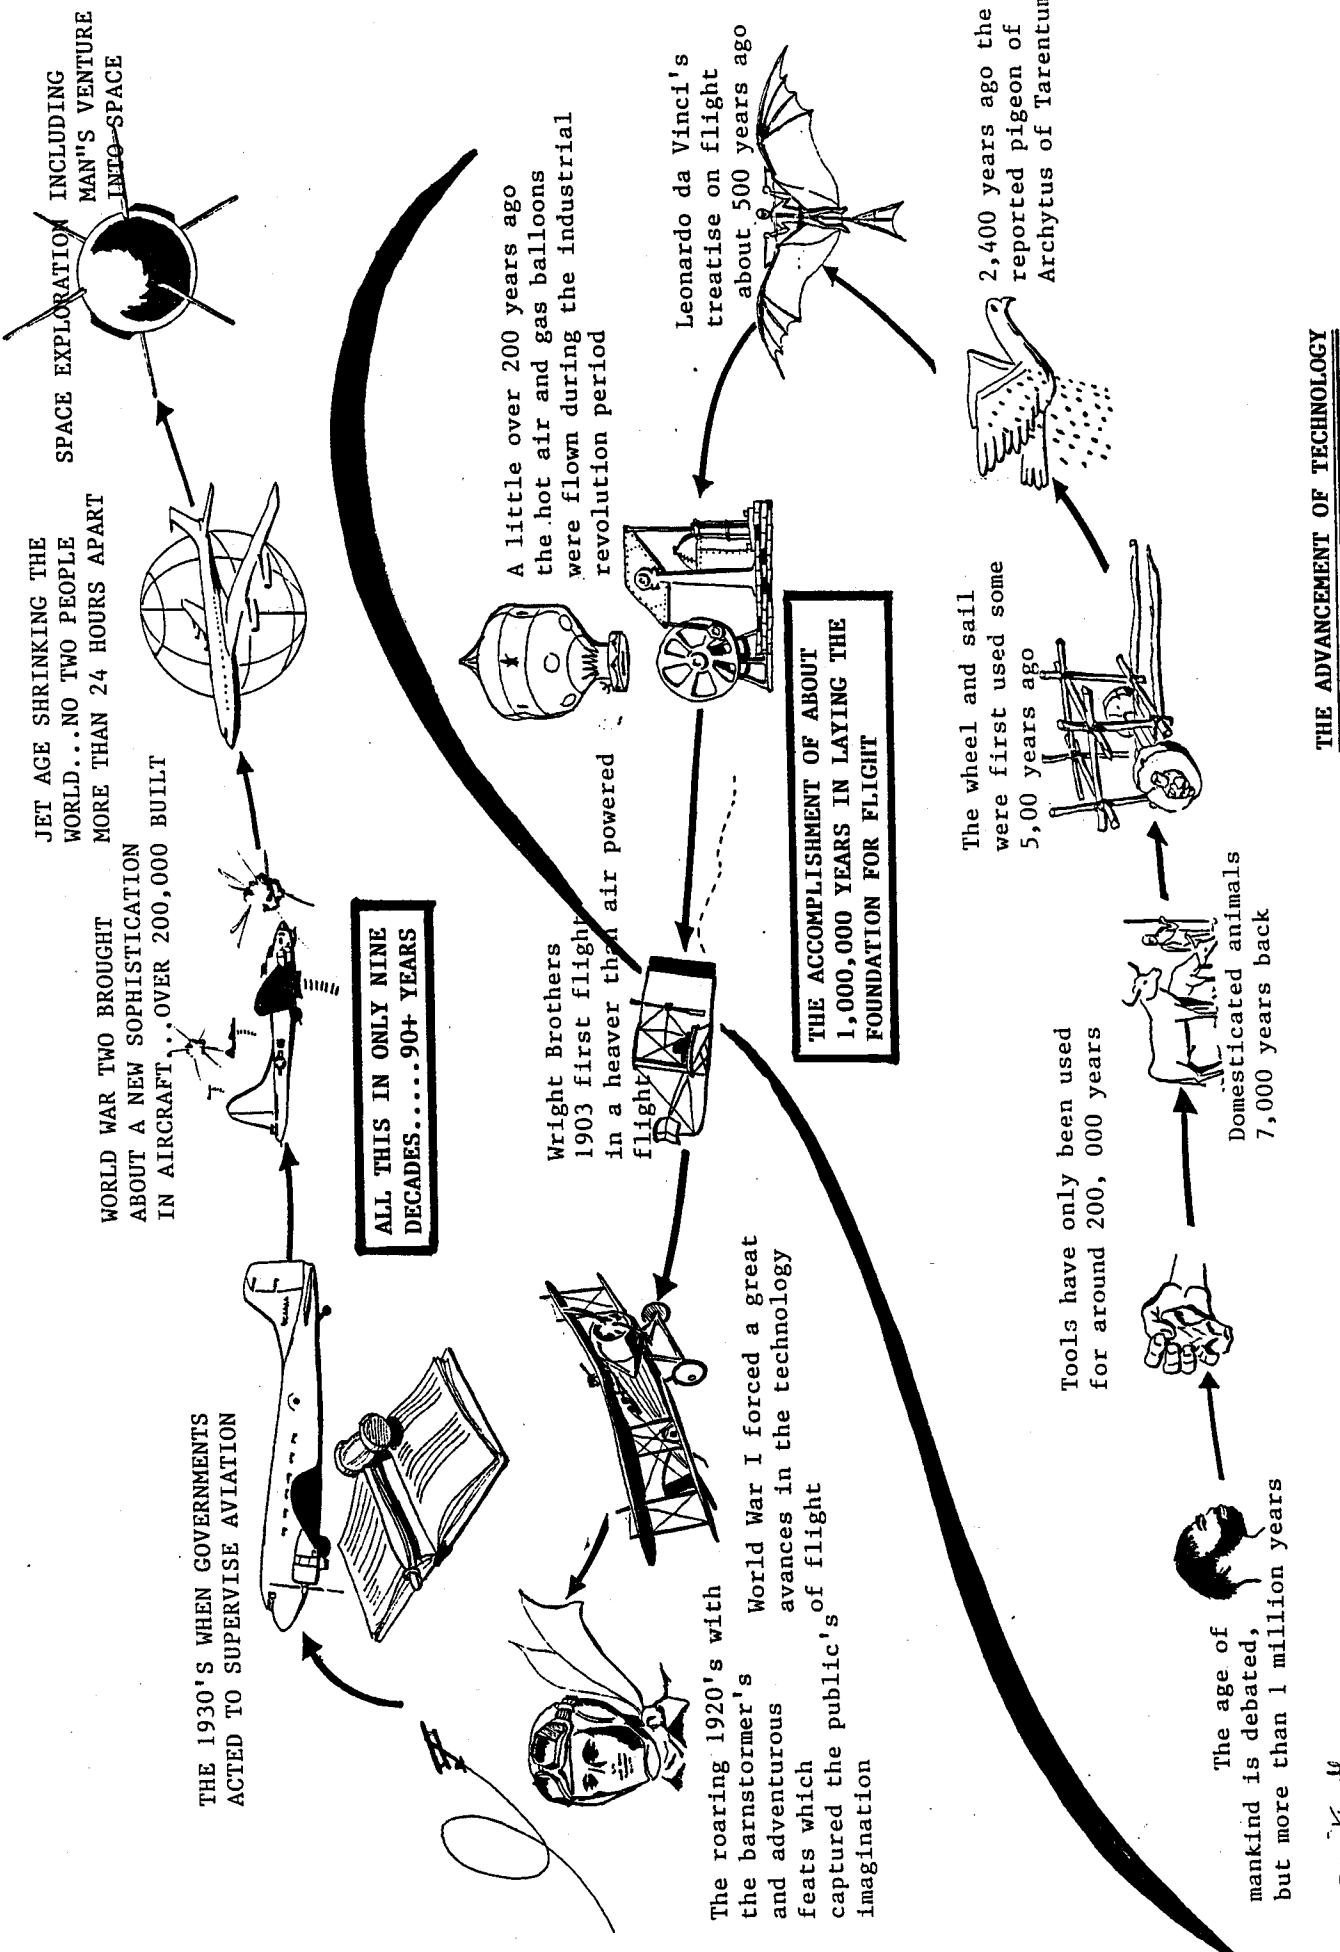 THE 1930'S WHEN GOVERNMENTS
ACTED TO SUPERVISE AVIATION
WORLD WAR TWO BROUGHT
ABOUT A NEW SOPHISTICATION
IN AIRCRAFT...OVER 200,000 BUILT
JET AGE SHRINKING THE
WORLD...NO TWO PEOPLE
MORE THAN 24 HOURS APART
SPACE EXPLORATION INCLUDING
MAN"S VENTURE
INTO SPACE
ALL THIS IN ONLY NINE
DECADES.....90+ YEARS
The roaring 1920's with
the barnstormer's
and adventurous
feats which
captured the public's
imagination
World War I forced a great
avances in the technology
of flight
Wright Brothers
1903 first flight
in a heaver than air powered
flight
A little over 200 years ago
the hot air and gas balloons
were flown during the industrial
revolution period
Leonardo da Vinci's
treatise on flight
about 500 years ago
THE ACCOMPLISHMENT OF ABOUT
1,000,000 YEARS IN LAYING THE
FOUNDATION FOR FLIGHT
The age of
mankind is debated,
but more than 1 million years
Tools have only been used
for around 200, 000 years
Domesticated animals
7,000 years back
The wheel and sail
were first used some
5,00 years ago
2,400 years ago the
reported pigeon of
Archytus of Tarentum
THE ADVANCEMENT OF TECHNOLOGY